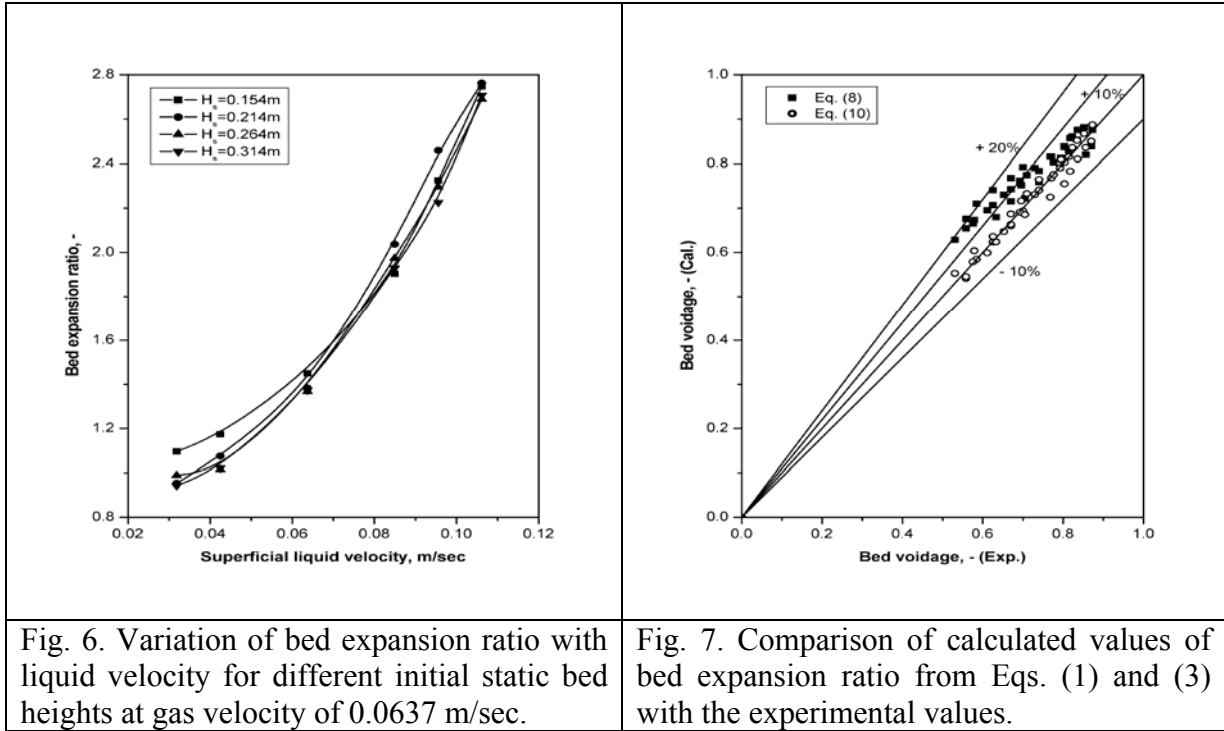 2.8
2.4
2.0
1.6
1.2
0.8
Bed expansion ratio, -
H_s=0.154m
H_s=0.214m
H_s=0.264m
H_s=0.314m
0.02 0.04 0.06 0.08 0.10 0.12
Superficial liquid velocity, m/sec
1.0
0.8
0.6
0.4
0.2
0.0
Bed voidage, - (Cal.)
Eq. (8)
Eq. (10)
+ 10%
+ 20%
- 10%
0.0 0.2 0.4 0.6 0.8 1.0
Bed voidage, - (Exp.)
Fig. 6. Variation of bed expansion ratio with
liquid velocity for different initial static bed
heights at gas velocity of 0.0637 m/sec.
Fig. 7. Comparison of calculated values of
bed expansion ratio from Eqs. (1) and (3)
with the experimental values.